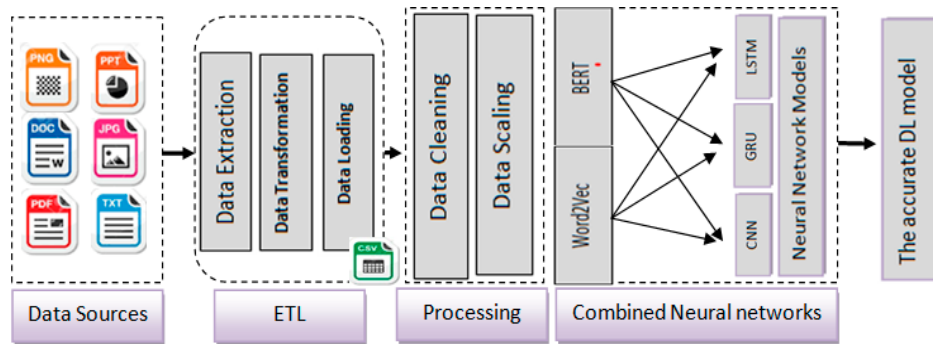 PNG
PPT
DOC
W
JPG
PDF
TXT
Data Sources
Data Extraction
Data Transformation
Data Loading
CSV
ETL
Data Cleaning
Data Scaling
Processing
BERT
Word2Vec
LSTM
GRU
CNN
Neural Network Models
Combined Neural networks
The accurate DL model